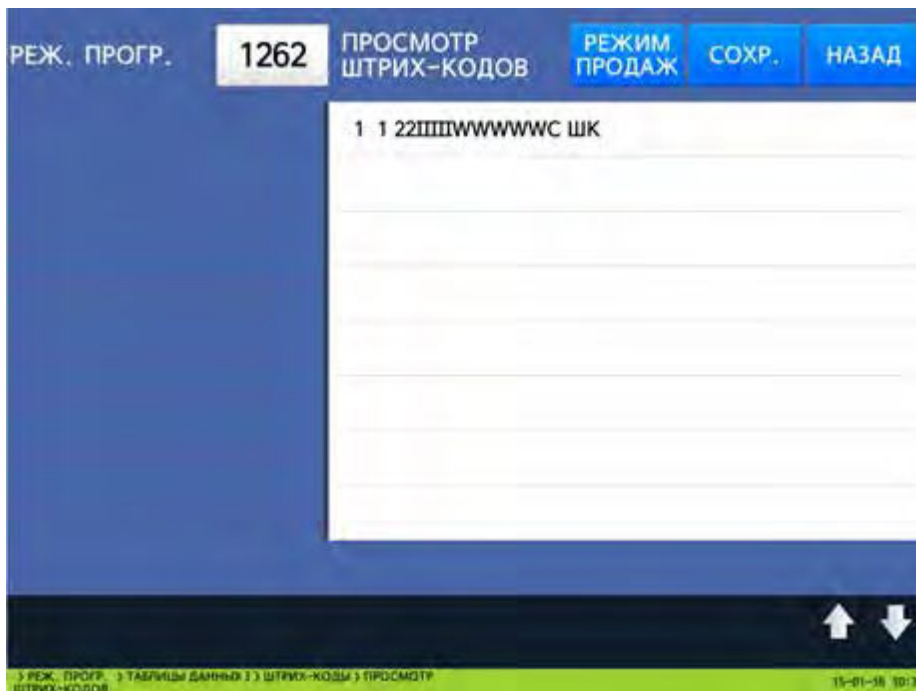 РЕЖ. ПРОГР.
1262
ПРОСМОТР
ШТРИХ-КОДОВ
РЕЖИМ
ПРОДАЖ
СОХР.
НАЗАД
1 1 22IIIIIWWWWWC ШК
> РЕЖ. ПРОГР. > ТАБЛИЦЫ ДАННЫХ > ШТРИХ-КОДЫ > ПРОСМОТР
ШТРИХ-КОДОВ